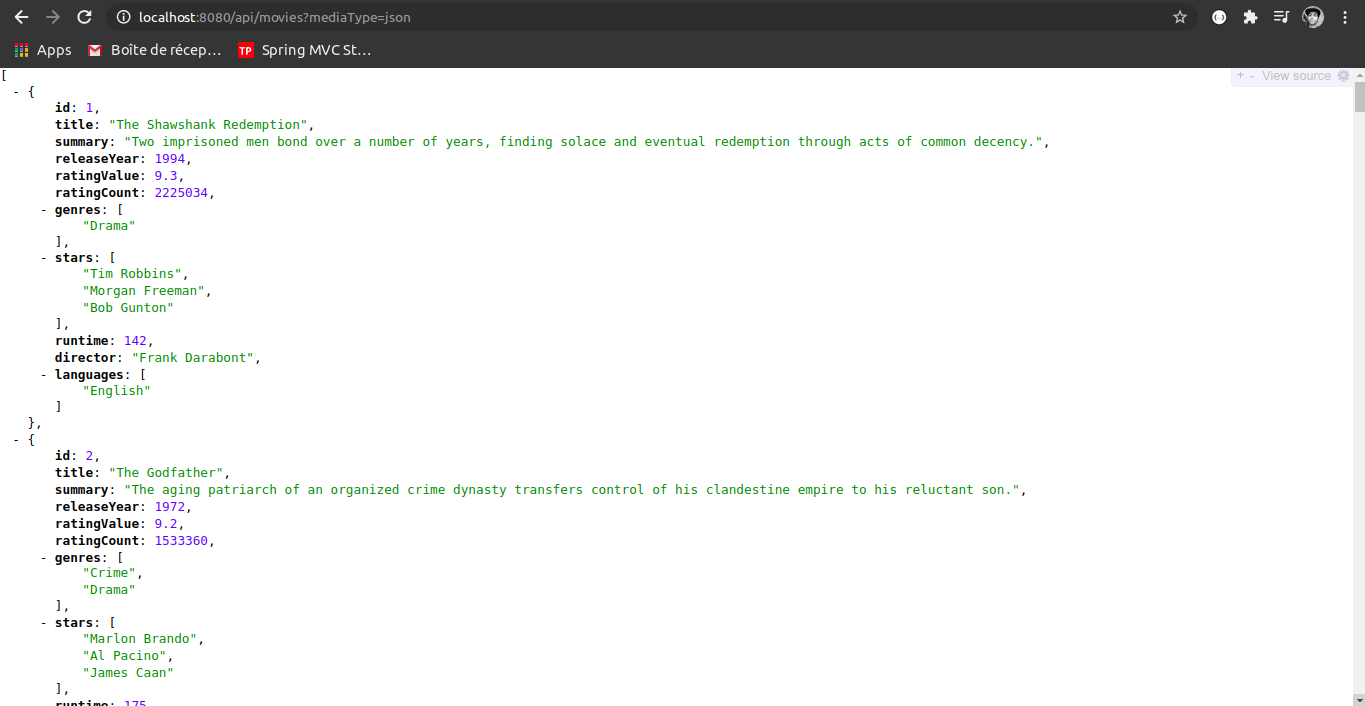 localhost:8080/api/movies?mediaType=json
Apps Boîte de récep… TP Spring MVC St…
+ - View source
[
- {
id: 1,
title: "The Shawshank Redemption",
summary: "Two imprisoned men bond over a number of years, finding solace and eventual redemption through acts of common decency.",
releaseYear: 1994,
ratingValue: 9.3,
ratingCount: 2225034,
- genres: [
"Drama"
],
- stars: [
"Tim Robbins",
"Morgan Freeman",
"Bob Gunton"
],
runtime: 142,
director: "Frank Darabont",
- languages: [
"English"
]
},
- {
id: 2,
title: "The Godfather",
summary: "The aging patriarch of an organized crime dynasty transfers control of his clandestine empire to his reluctant son.",
releaseYear: 1972,
ratingValue: 9.2,
ratingCount: 1533360,
- genres: [
"Crime",
"Drama"
],
- stars: [
"Marlon Brando",
"Al Pacino",
"James Caan"
],
runtime: 175